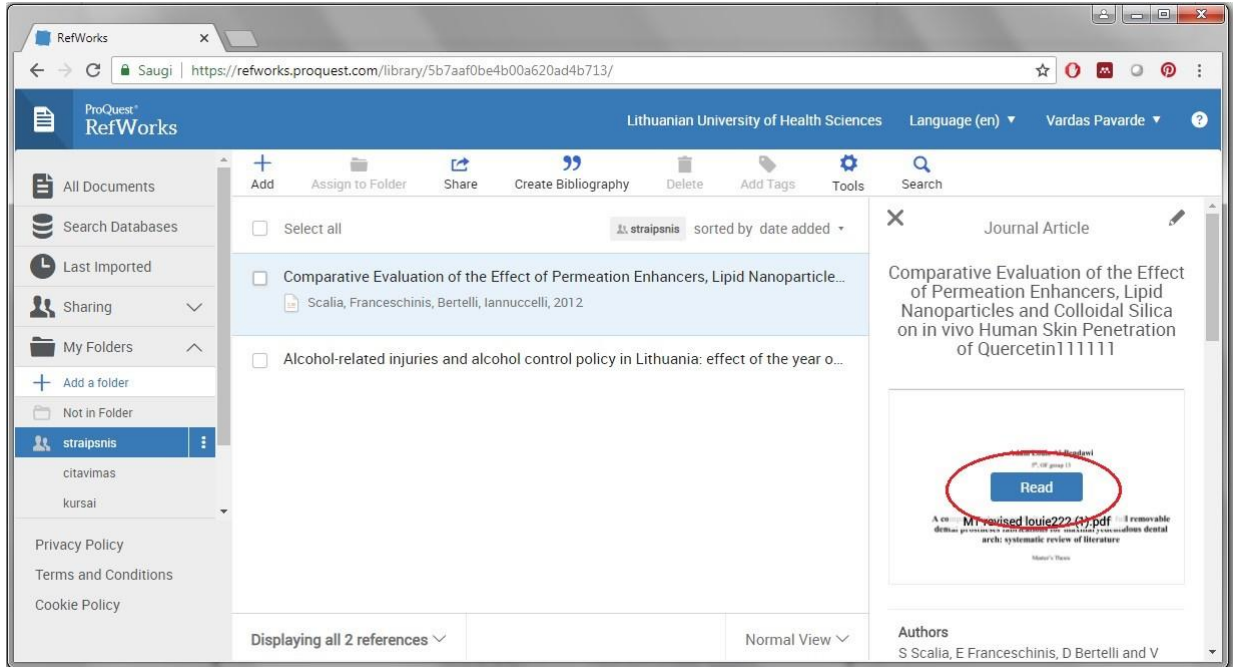 RefWorks
Saugi | https://refworks.proquest.com/library/5b7aaf0be4b00a620ad4b713/
ProQuest®
RefWorks
Lithuanian University of Health Sciences Language (en) Vardas Pavarde ?
Add Assign to Folder Share Create Bibliography Delete Add Tags Tools Search
All Documents
Search Databases
Last Imported
Sharing
My Folders
Add a folder
Not in Folder
straipsnis
citavimas
kursai
Privacy Policy
Terms and Conditions
Cookie Policy
Select all straipsnis sorted by date added
Comparative Evaluation of the Effect of Permeation Enhancers, Lipid Nanoparticle...
Scalia, Franceschinis, Bertelli, Iannuccelli, 2012
Alcohol-related injuries and alcohol control policy in Lithuania: effect of the year o...
Displaying all 2 references Normal View
Journal Article
Comparative Evaluation of the Effect
of Permeation Enhancers, Lipid
Nanoparticles and Colloidal Silica
on in vivo Human Skin Penetration
of Quercetin111111
Read
MT revised louie222 (1).pdf
removable
dental dental
arch: systematic review of literature
Master's Thesis
Authors
S Scalia, E Franceschinis, D Bertelli and V